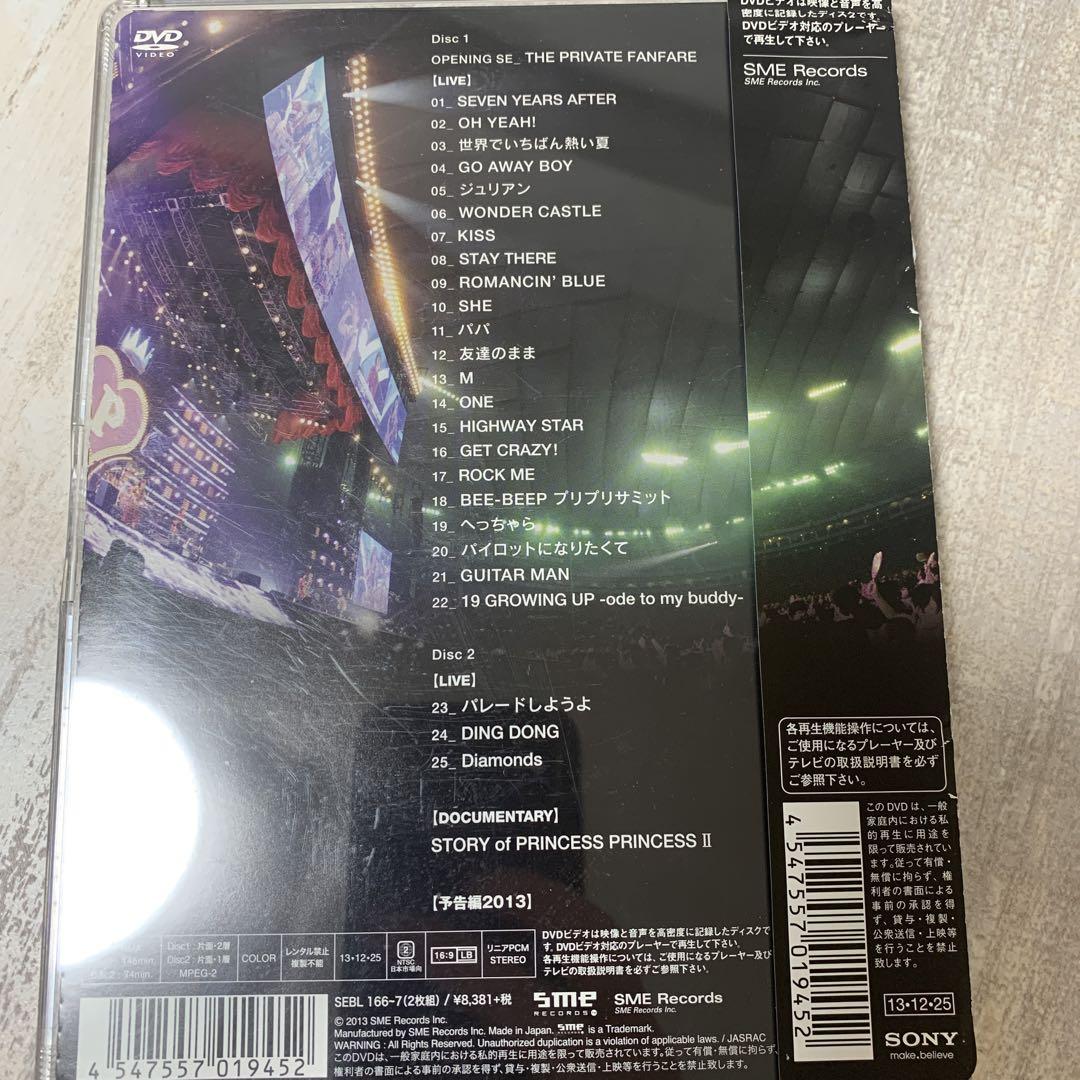 DVD
VIDEO
Disc 1
OPENING SE_ THE PRIVATE FANFARE
【LIVE】
01_ SEVEN YEARS AFTER
02_ OH YEAH!
03_ 世界でいちばん熱い夏
04_ GO AWAY BOY
05_ ジュリアン
06_ WONDER CASTLE
07_ KISS
08_ STAY THERE
09_ ROMANCIN' BLUE
10_ SHE
11_ パパ
12_ 友達のまま
13_ M
14_ ONE
15_ HIGHWAY STAR
16_ GET CRAZY!
17_ ROCK ME
18_ BEE-BEEP プリプリサミット
19_ へっちゃら
20_ パイロットになりたくて
21_ GUITAR MAN
22_ 19 GROWING UP -ode to my buddy-
Disc 2
【LIVE】
23_ パレードしようよ
24_ DING DONG
25_ Diamonds
【DOCUMENTARY】
STORY of PRINCESS PRINCESS Ⅱ
【予告編2013】
146min.
74min.
Disc1：片面・2層
Disc2：片面・1層
MPEG-2
COLOR
レンタル禁止
複製不能
13・12・25
2
NTSC
日本市場向
16:9 LB
リニアPCM
STEREO
DVDビデオは映像と音声を高密度に記録したディスクで
す。DVDビデオ対応のプレーヤーで再生して下さい。
各再生機能操作については、ご使用になるプレーヤー及び
テレビの取扱説明書を必ずご参照下さい。
SEBL 166-7(2枚組) / ¥8,381+税
sme
RECORDS
SME Records
SME Records Inc.
© 2013 SME Records Inc.
Manufactured by SME Records Inc. Made in Japan. sme RECORDS is a Trademark.
WARNING : All Rights Reserved. Unauthorized duplication is a violation of applicable laws. / JASRAC
このDVDは、一般家庭内における私的再生に用途を限って販売されています。従って有償・無償に拘らず、
権利者の書面による事前の承認を得ず、貸与・複製・公衆送信・上映等を行うことを禁止致します。
4 547557 019452
DVDビデオは映像と音声を高
密度に記録したディスクです。
DVDビデオ対応のプレーヤー
で再生して下さい。
SME Records
SME Records Inc.
各再生機能操作については、
ご使用になるプレーヤー及び
テレビの取扱説明書を必ず
ご参照下さい。
4 547557 019452
このDVDは、一般
家庭内における私
的再生に用途を
限って販売されてい
ます。従って有償・
無償に拘らず、権
利者の書面による
事前の承認を得
ず、貸与・複製・
公衆送信・上映等
を行うことを禁止
致します。
13・12・25
SONY
make.believe